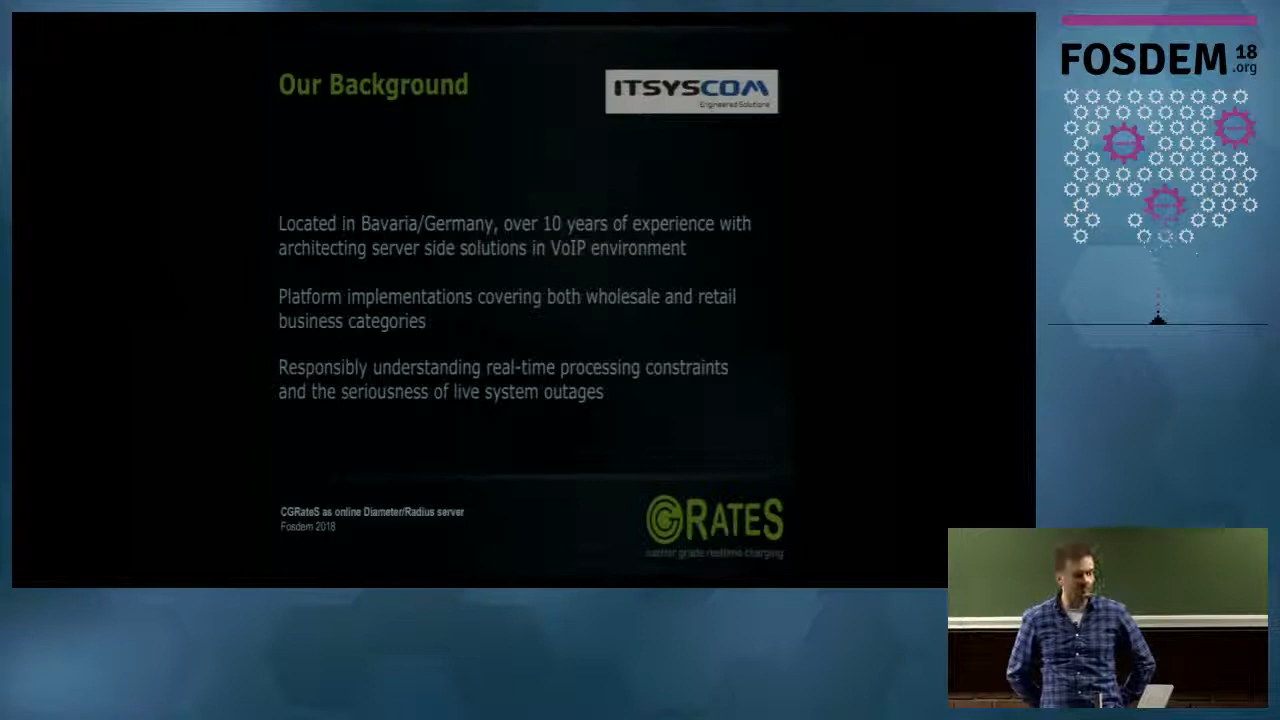 Our Background
ITSYSCOM
Engineered Solutions
FOSDEM 18
.org
Located in Bavaria/Germany, over 10 years of experience with
architecting server side solutions in VoIP environment
Platform implementations covering both wholesale and retail
business categories
Responsibly understanding real-time processing constraints
and the seriousness of live system outages
CGRateS as online Diameter/Radius server
Fosdem 2018
CGRATES
carrier grade realtime charging